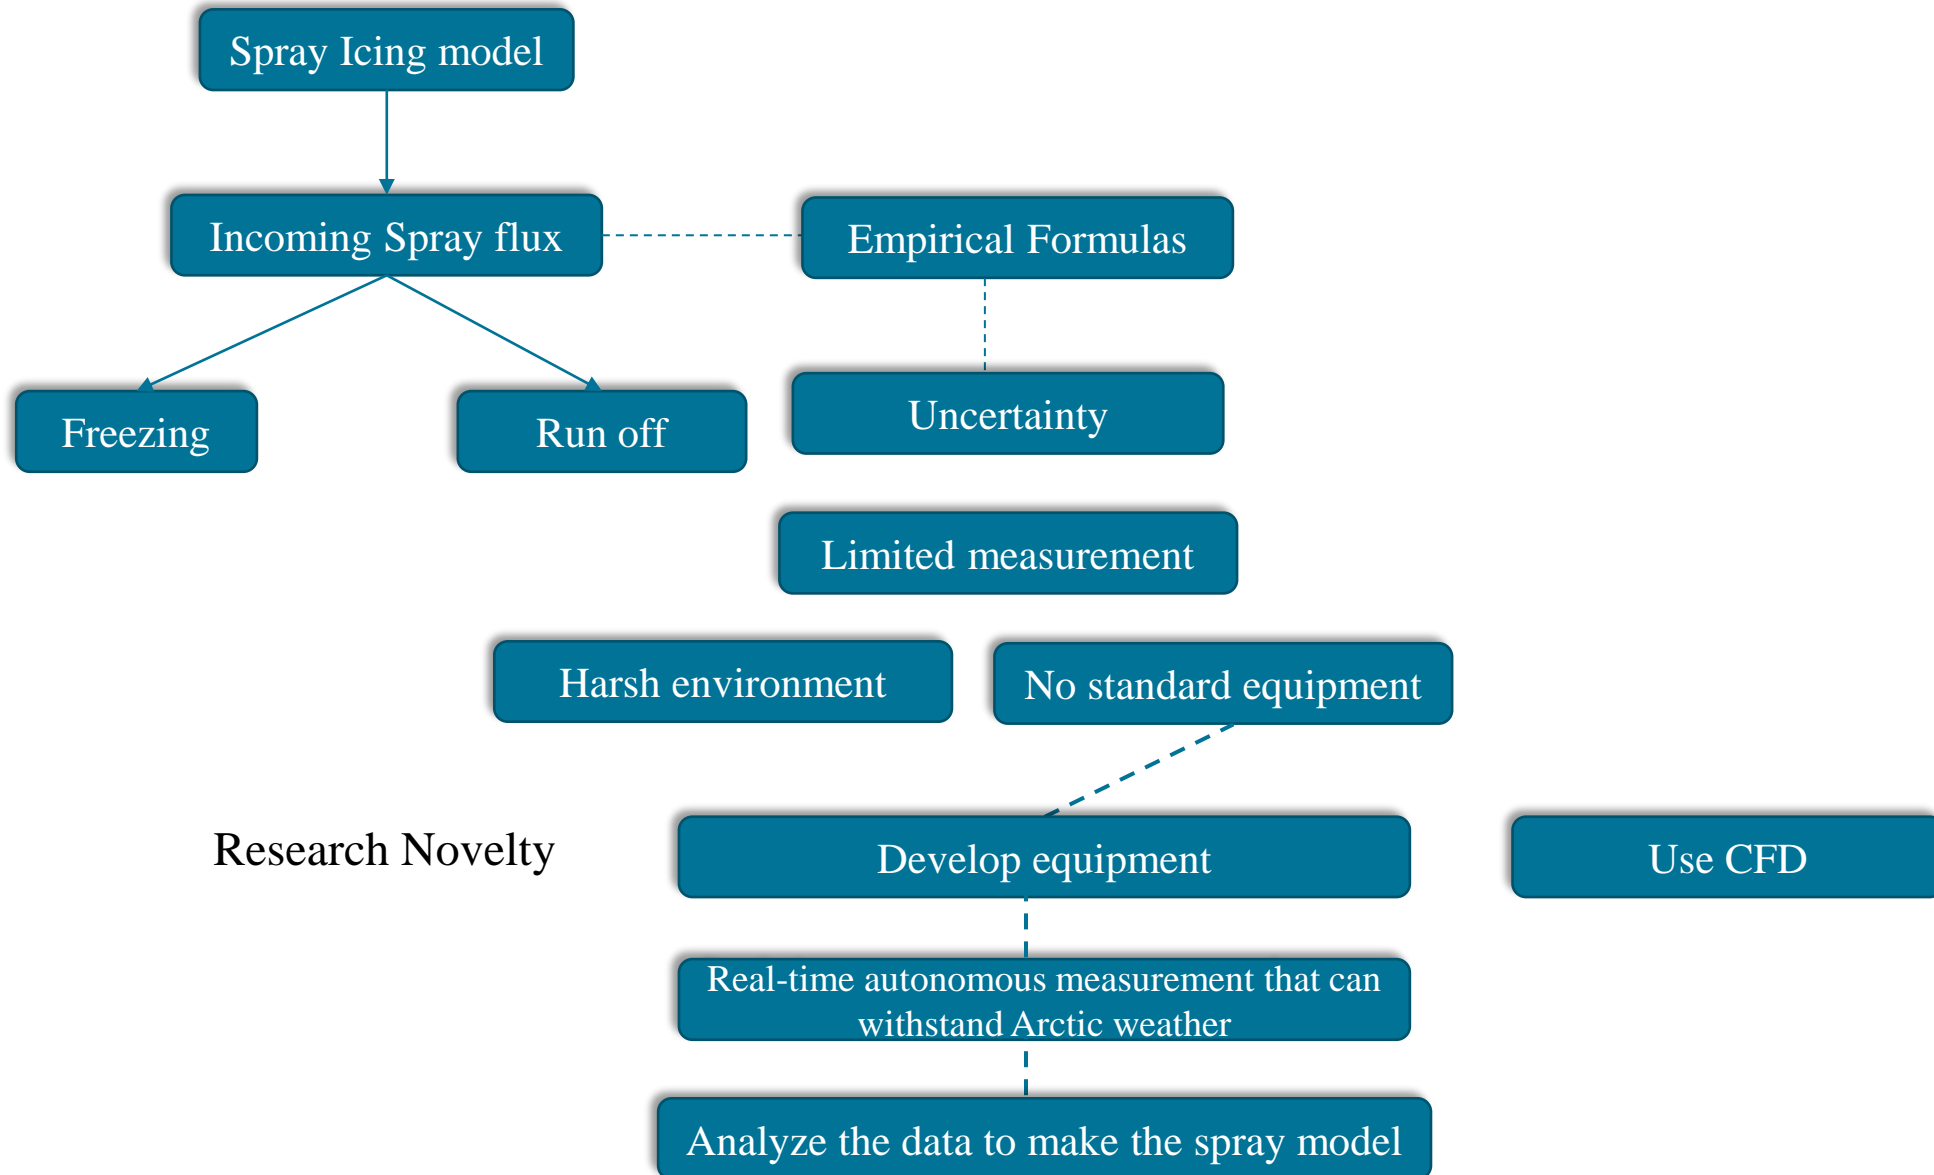 Spray Icing model
Incoming Spray flux
Empirical Formulas
Freezing
Run off
Uncertainty
Limited measurement
Harsh environment
No standard equipment
Research Novelty
Develop equipment
Use CFD
Real-time autonomous measurement that can
withstand Arctic weather
Analyze the data to make the spray model